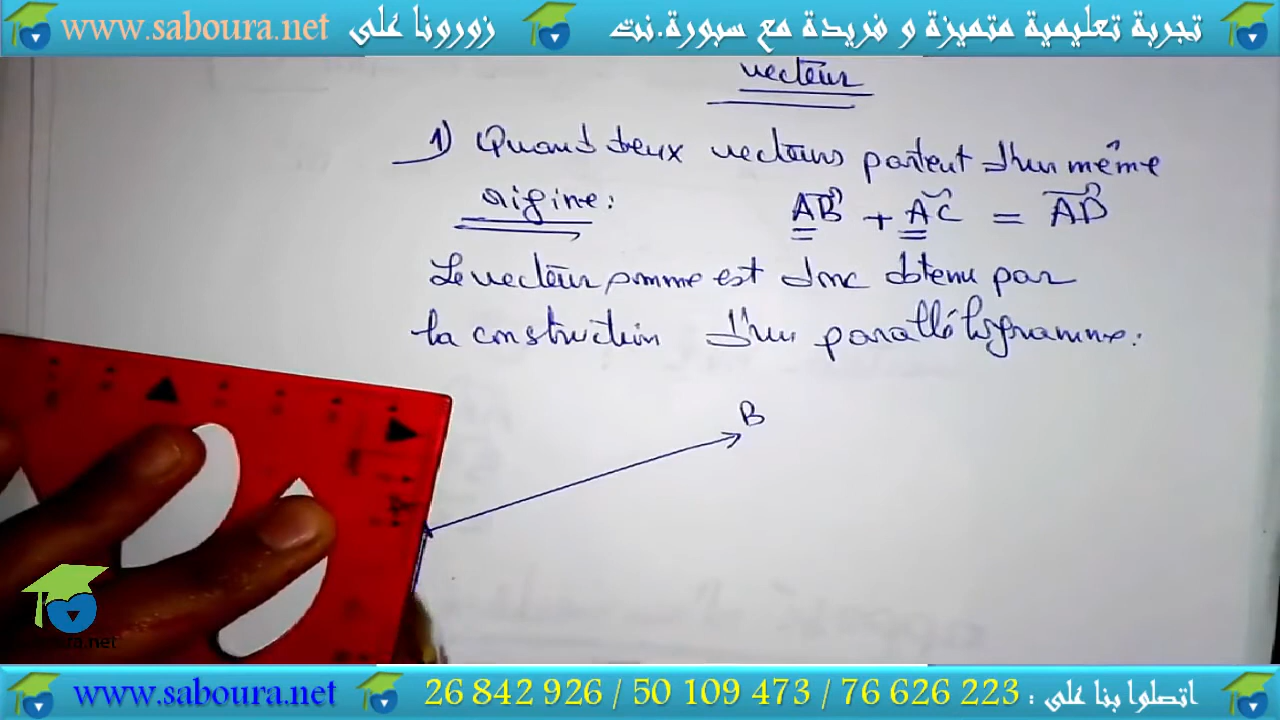 www.saboura.net زورونا على تجربة تعليمية متميزة و فريدة مع سبورة.نت
vecteur
1) Quand deux vecteurs partent d'un même
origine : AB + AC = AD
Le vecteur somme est donc obtenu par
la construction d'un parallélogramme :
B
www.saboura.net 26 842 926 / 50 109 473 / 76 626 223 : اتصلوا بنا على